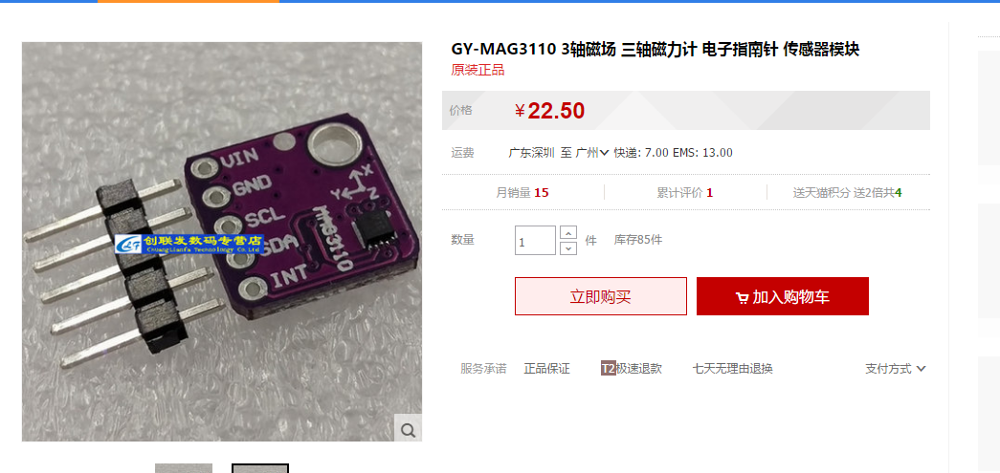 GY-MAG3110 3轴磁场 三轴磁力计 电子指南针 传感器模块
原装正品
价格 ¥22.50
运费 广东深圳 至 广州 快递: 7.00 EMS: 13.00
月销量 15 累计评价 1 送天猫积分 送2倍共4
数量 1 件 库存85件
立即购买 加入购物车
服务承诺 正品保证 T2极速退款 七天无理由退换 支付方式
VIN
GND
SCL
SDA
INT
X
Y
Z
MAG3110
创联发数码专营店
ChuangLianfa Technology Co.Ltd